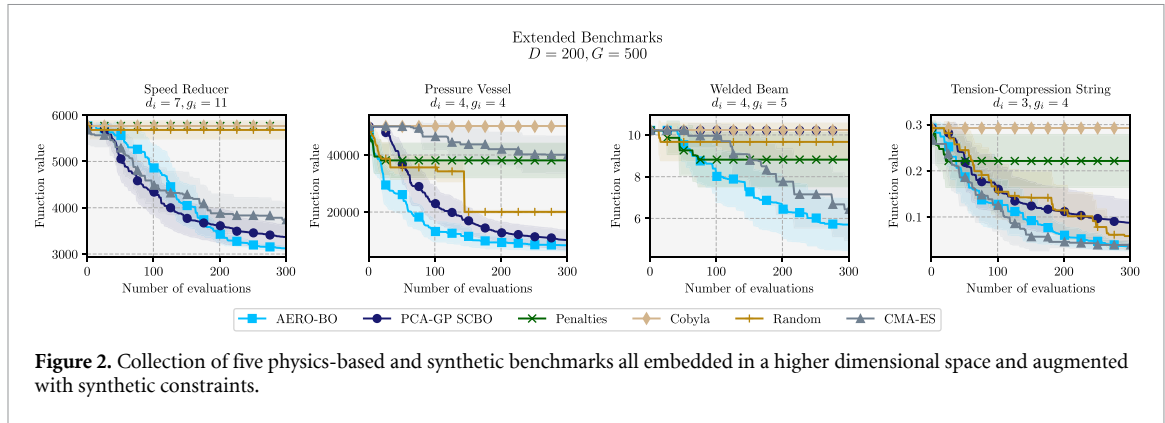 Extended Benchmarks
D = 200, G = 500
Speed Reducer
d_i = 7, g_i = 11
Pressure Vessel
d_i = 4, g_i = 4
Welded Beam
d_i = 4, g_i = 5
Tension-Compression String
d_i = 3, g_i = 4
Function value
6000
5000
4000
3000
0
100
200
300
Number of evaluations
Function value
40000
20000
0
100
200
300
Number of evaluations
Function value
10
8
6
0
100
200
300
Number of evaluations
Function value
0.3
0.2
0.1
0
100
200
300
Number of evaluations
AERO-BO
PCA-GP SCBO
Penalties
Cobyla
Random
CMA-ES
Figure 2. Collection of five physics-based and synthetic benchmarks all embedded in a higher dimensional space and augmented
with synthetic constraints.